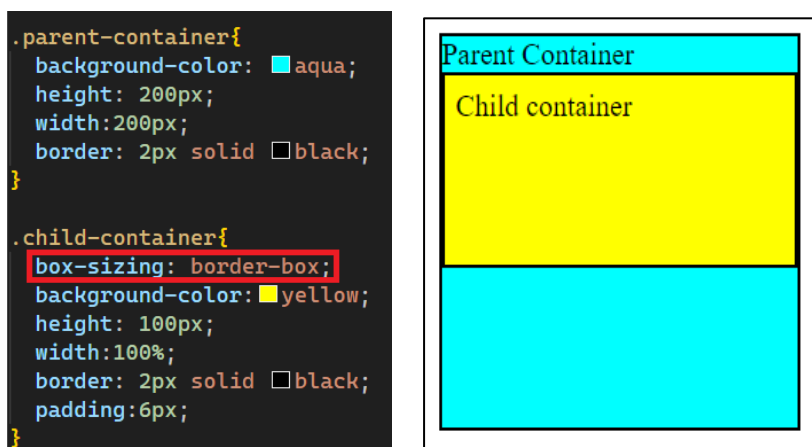 .parent-container{
background-color: aqua;
height: 200px;
width:200px;
border: 2px solid black;
}
.child-container{
box-sizing: border-box;
background-color:yellow;
height: 100px;
width:100%;
border: 2px solid black;
padding:6px;
}
Parent Container
Child container